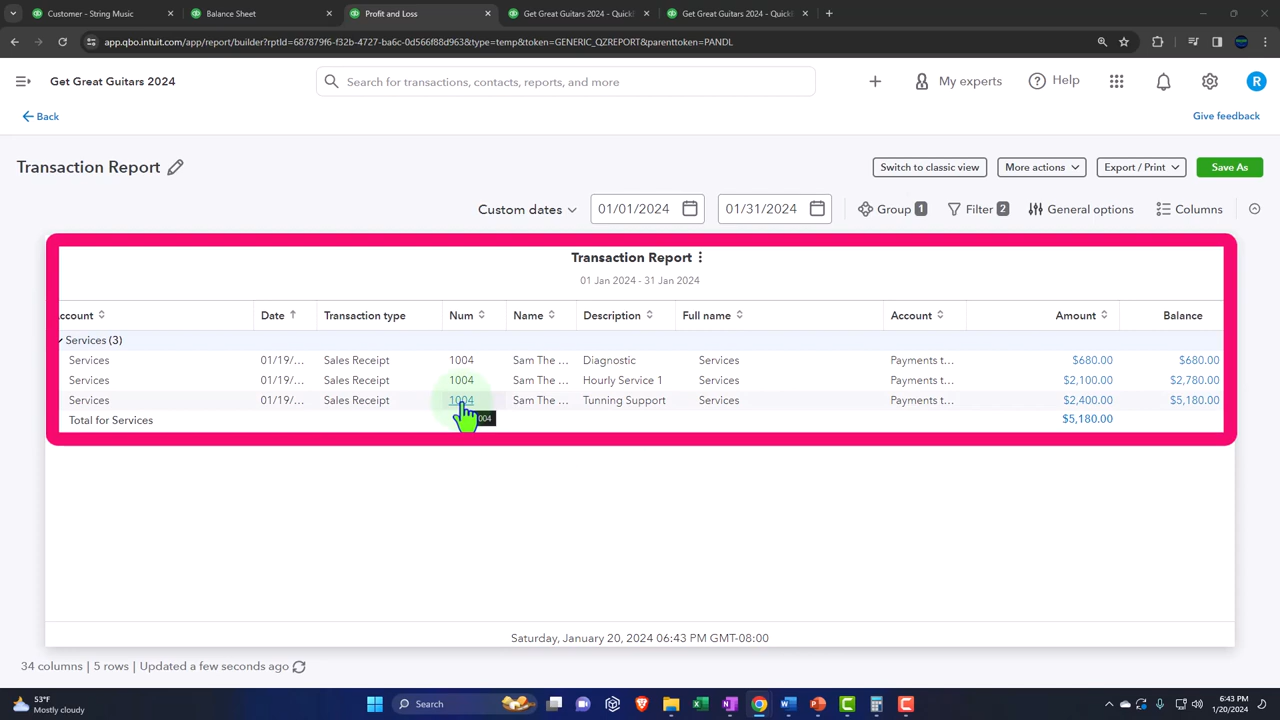 Customer - String Music
Balance Sheet
Profit and Loss
Get Great Guitars 2024 - Quick
Get Great Guitars 2024 - Quick
app.qbo.intuit.com/app/report/builder?rptId=687879f6-f32b-4727-ba6c-0d566f88d963&type=temp&token=GENERIC_QZREPORT&parenttoken=PANDL
Get Great Guitars 2024
Search for transactions, contacts, reports, and more
My experts
Help
R
Back
Give feedback
Transaction Report
Switch to classic view
More actions
Export / Print
Save As
Custom dates
01/01/2024
01/31/2024
Group 1
Filter 2
General options
Columns
Transaction Report
01 Jan 2024 - 31 Jan 2024
ccount Date Transaction type Num Name Description Full name Account Amount Balance
Services (3)
Services 01/19/... Sales Receipt 1004 Sam The ... Diagnostic Services Payments t... $680.00 $680.00
Services 01/19/... Sales Receipt 1004 Sam The ... Hourly Service 1 Services Payments t... $2,100.00 $2,780.00
Services 01/19/... Sales Receipt 1004 Sam The ... Tunning Support Services Payments t... $2,400.00 $5,180.00
004
Total for Services $5,180.00
Saturday, January 20, 2024 06:43 PM GMT-08:00
34 columns | 5 rows | Updated a few seconds ago
53°F
Mostly cloudy
Search
6:43 PM
1/20/2024